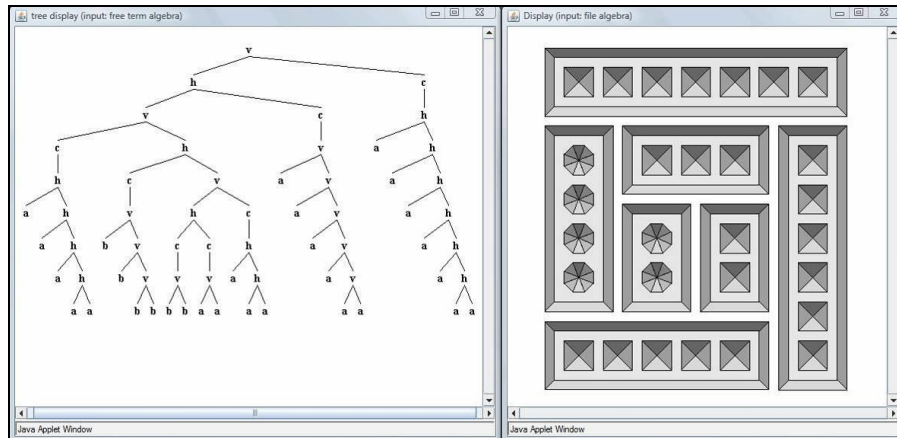 tree display (input: free term algebra)
v
h c
v c h
c h v a h
h c v a v a h
a h v h c a v a h
a h b v c c h a v a h
a h b v v v a h a v a h
a a b b b b a a a a a a a a
Java Applet Window
Display (input: file algebra)
Java Applet Window